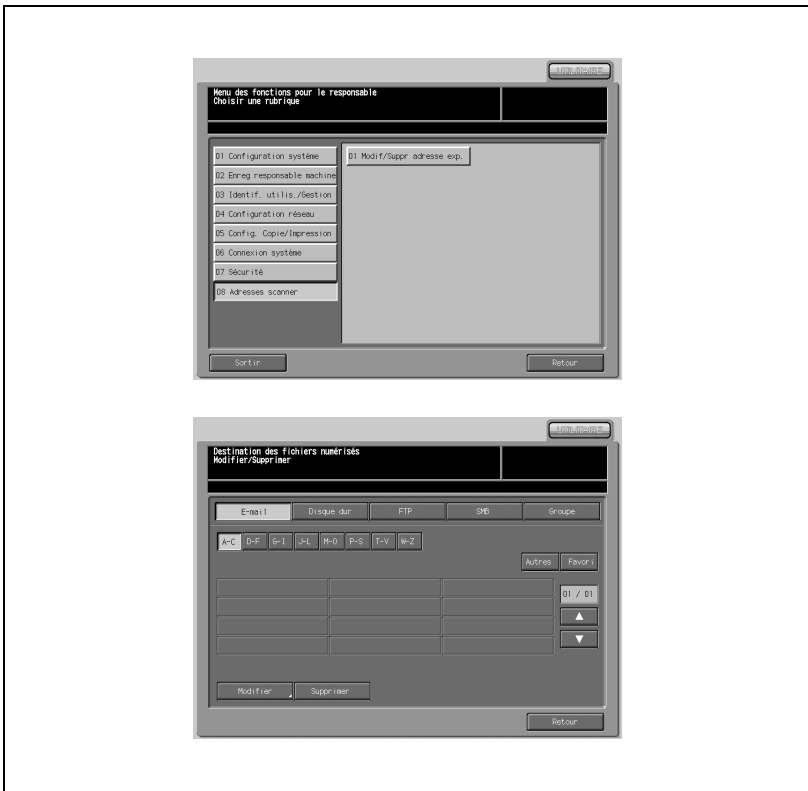 UTILITAIRE
Menu des fonctions pour le responsable
Choisir une rubrique
01 Configuration système
01 Modif/Suppr adresse exp.
02 Enreg responsable machine
03 Identif. utilis./Gestion
04 Configuration réseau
05 Config. Copie/Impression
06 Connexion système
07 Sécurité
08 Adresses scanner
Sortir
Retour
UTILITAIRE
Destination des fichiers numérisés
Modifier/Supprimer
E-mail Disque dur FTP SMB Groupe
A-C D-F G-I J-L M-O P-S T-V W-Z
Autres Favori
01 / 01
Modifier Supprimer
Retour